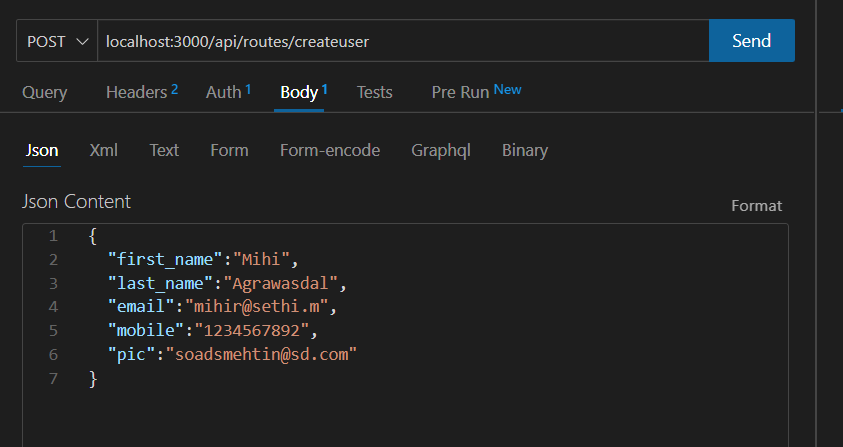 POST localhost:3000/api/routes/createuser Send
Query Headers 2 Auth 1 Body 1 Tests Pre Run New
Json Xml Text Form Form-encode Graphql Binary
Json Content Format
1 {
2 "first_name":"Mihi",
3 "last_name":"Agrawasdal",
4 "email":"mihir@sethi.m",
5 "mobile":"1234567892",
6 "pic":"soadsmehtin@sd.com"
7 }